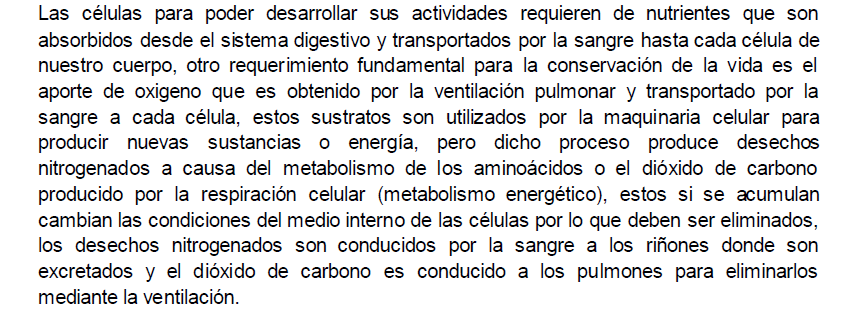 Las células para poder desarrollar sus actividades requieren de nutrientes que son
absorbidos desde el sistema digestivo y transportados por la sangre hasta cada célula de
nuestro cuerpo, otro requerimiento fundamental para la conservación de la vida es el
aporte de oxigeno que es obtenido por la ventilación pulmonar y transportado por la
sangre a cada célula, estos sustratos son utilizados por la maquinaria celular para
producir nuevas sustancias o energía, pero dicho proceso produce desechos
nitrogenados a causa del metabolismo de los aminoácidos o el dióxido de carbono
producido por la respiración celular (metabolismo energético), estos si se acumulan
cambian las condiciones del medio interno de las células por lo que deben ser eliminados,
los desechos nitrogenados son conducidos por la sangre a los riñones donde son
excretados y el dióxido de carbono es conducido a los pulmones para eliminarlos
mediante la ventilación.